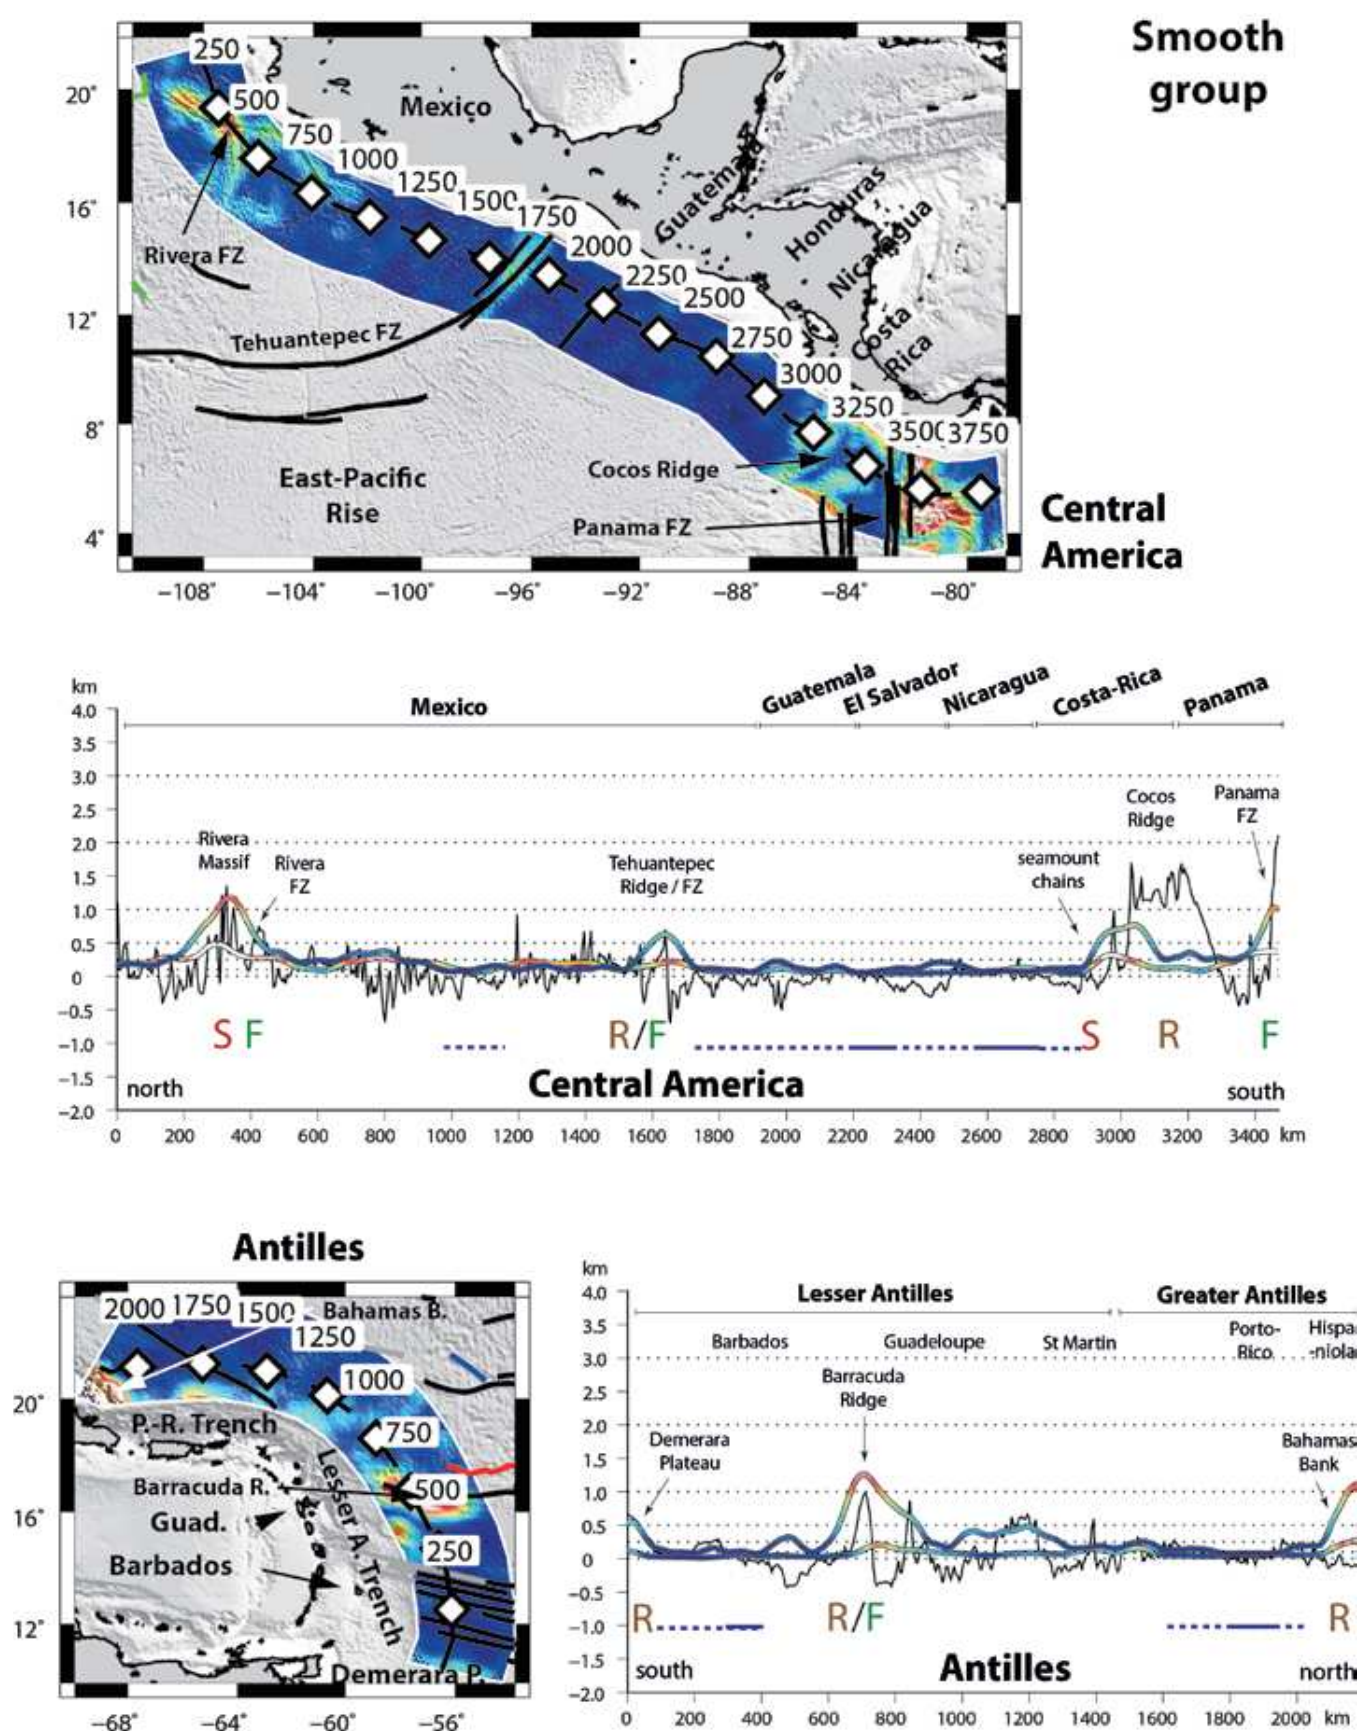 Smooth
group
250
500
750
1000
1250
1500
1750
2000
2250
2500
2750
3000
3250
3500
3750
Mexico
Guatemala
Honduras
Nicaragua
Costa
Rica
Rivera FZ
Tehuantepec FZ
East-Pacific
Rise
Cocos Ridge
Panama FZ
Central
America
20°
16°
12°
8°
4°
−108°
−104°
−100°
−96°
−92°
−88°
−84°
−80°
km
4.0
3.5
3.0
2.5
2.0
1.5
1.0
0.5
0
−0.5
−1.0
−1.5
−2.0
Mexico
Guatemala
El Salvador
Nicaragua
Costa-Rica
Panama
Rivera
Massif
Rivera
FZ
Tehuantepec
Ridge / FZ
seamount
chains
Cocos
Ridge
Panama
FZ
S F
R/F
S
R
F
north
Central America
south
0 200 400 600 800 1000 1200 1400 1600 1800 2000 2200 2400 2600 2800 3000 3200 3400 km
Antilles
2000
1750
1500
1250
1000
750
500
250
Bahamas B.
P.-R. Trench
Barracuda R.
Guad.
Barbados
Lesser A. Trench
Demerara P.
20°
16°
12°
−68°
−64°
−60°
−56°
km
4.0
3.5
3.0
2.5
2.0
1.5
1.0
0.5
0
−0.5
−1.0
−1.5
−2.0
Lesser Antilles
Greater Antilles
Barbados
Guadeloupe
St Martin
Porto-
Rico
Hispa-
-niola
Barracuda
Ridge
Demerara
Plateau
Bahamas
Bank
R
R/F
R
south
Antilles
north
0 200 400 600 800 1000 1200 1400 1600 1800 2000 km